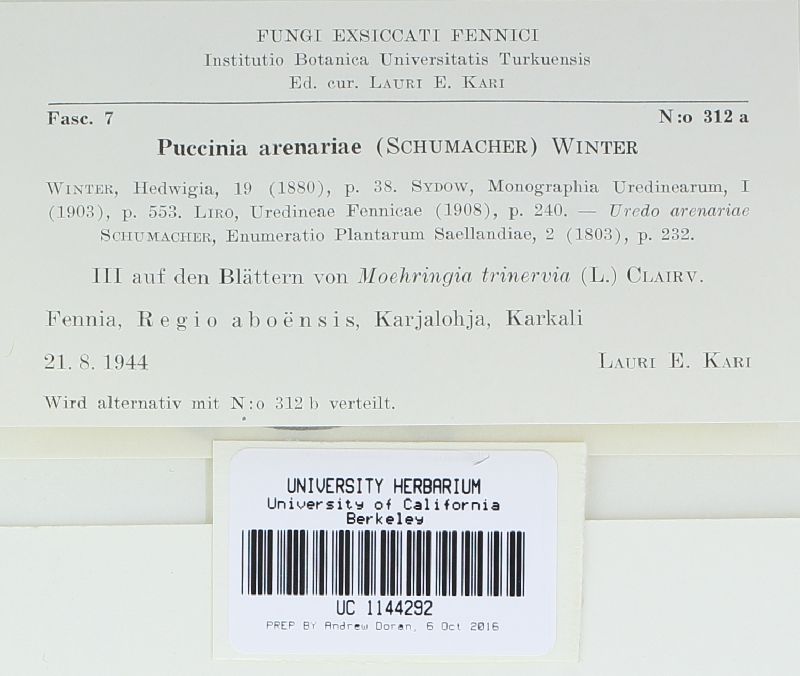 FUNGI EXSICCATI FENNICI
Institutio Botanica Universitatis Turkuensis
Ed. cur. LAURI E. KARI
Fasc. 7 N:o 312 a
Puccinia arenariae (SCHUMACHER) WINTER
WINTER, Hedwigia, 19 (1880), p. 38. SYDOW, Monographia Uredinearum, I
(1903), p. 553. LIRO, Uredineae Fennicae (1908), p. 240. — Uredo arenariae
SCHUMACHER, Enumeratio Plantarum Saellandiae, 2 (1803), p. 232.
III auf den Blättern von Moehringia trinervia (L.) CLAIRV.
Fennia, Regio aboënsis, Karjalohja, Karkali
21. 8. 1944 LAURI E. KARI
Wird alternativ mit N:o 312 b verteilt.
UNIVERSITY HERBARIUM
University of California
Berkeley
UC 1144292
PREP BY Andrew Doran, 6 Oct 2016